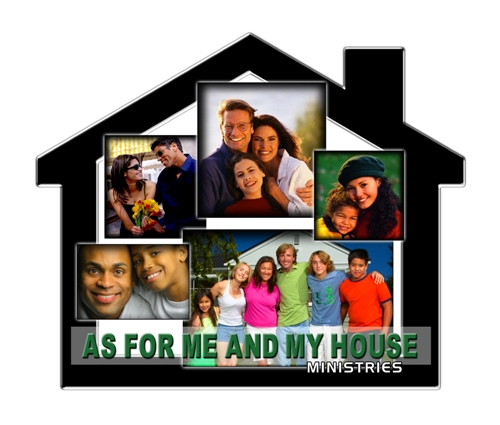 AS FOR ME AND MY HOUSE
MINISTRIES